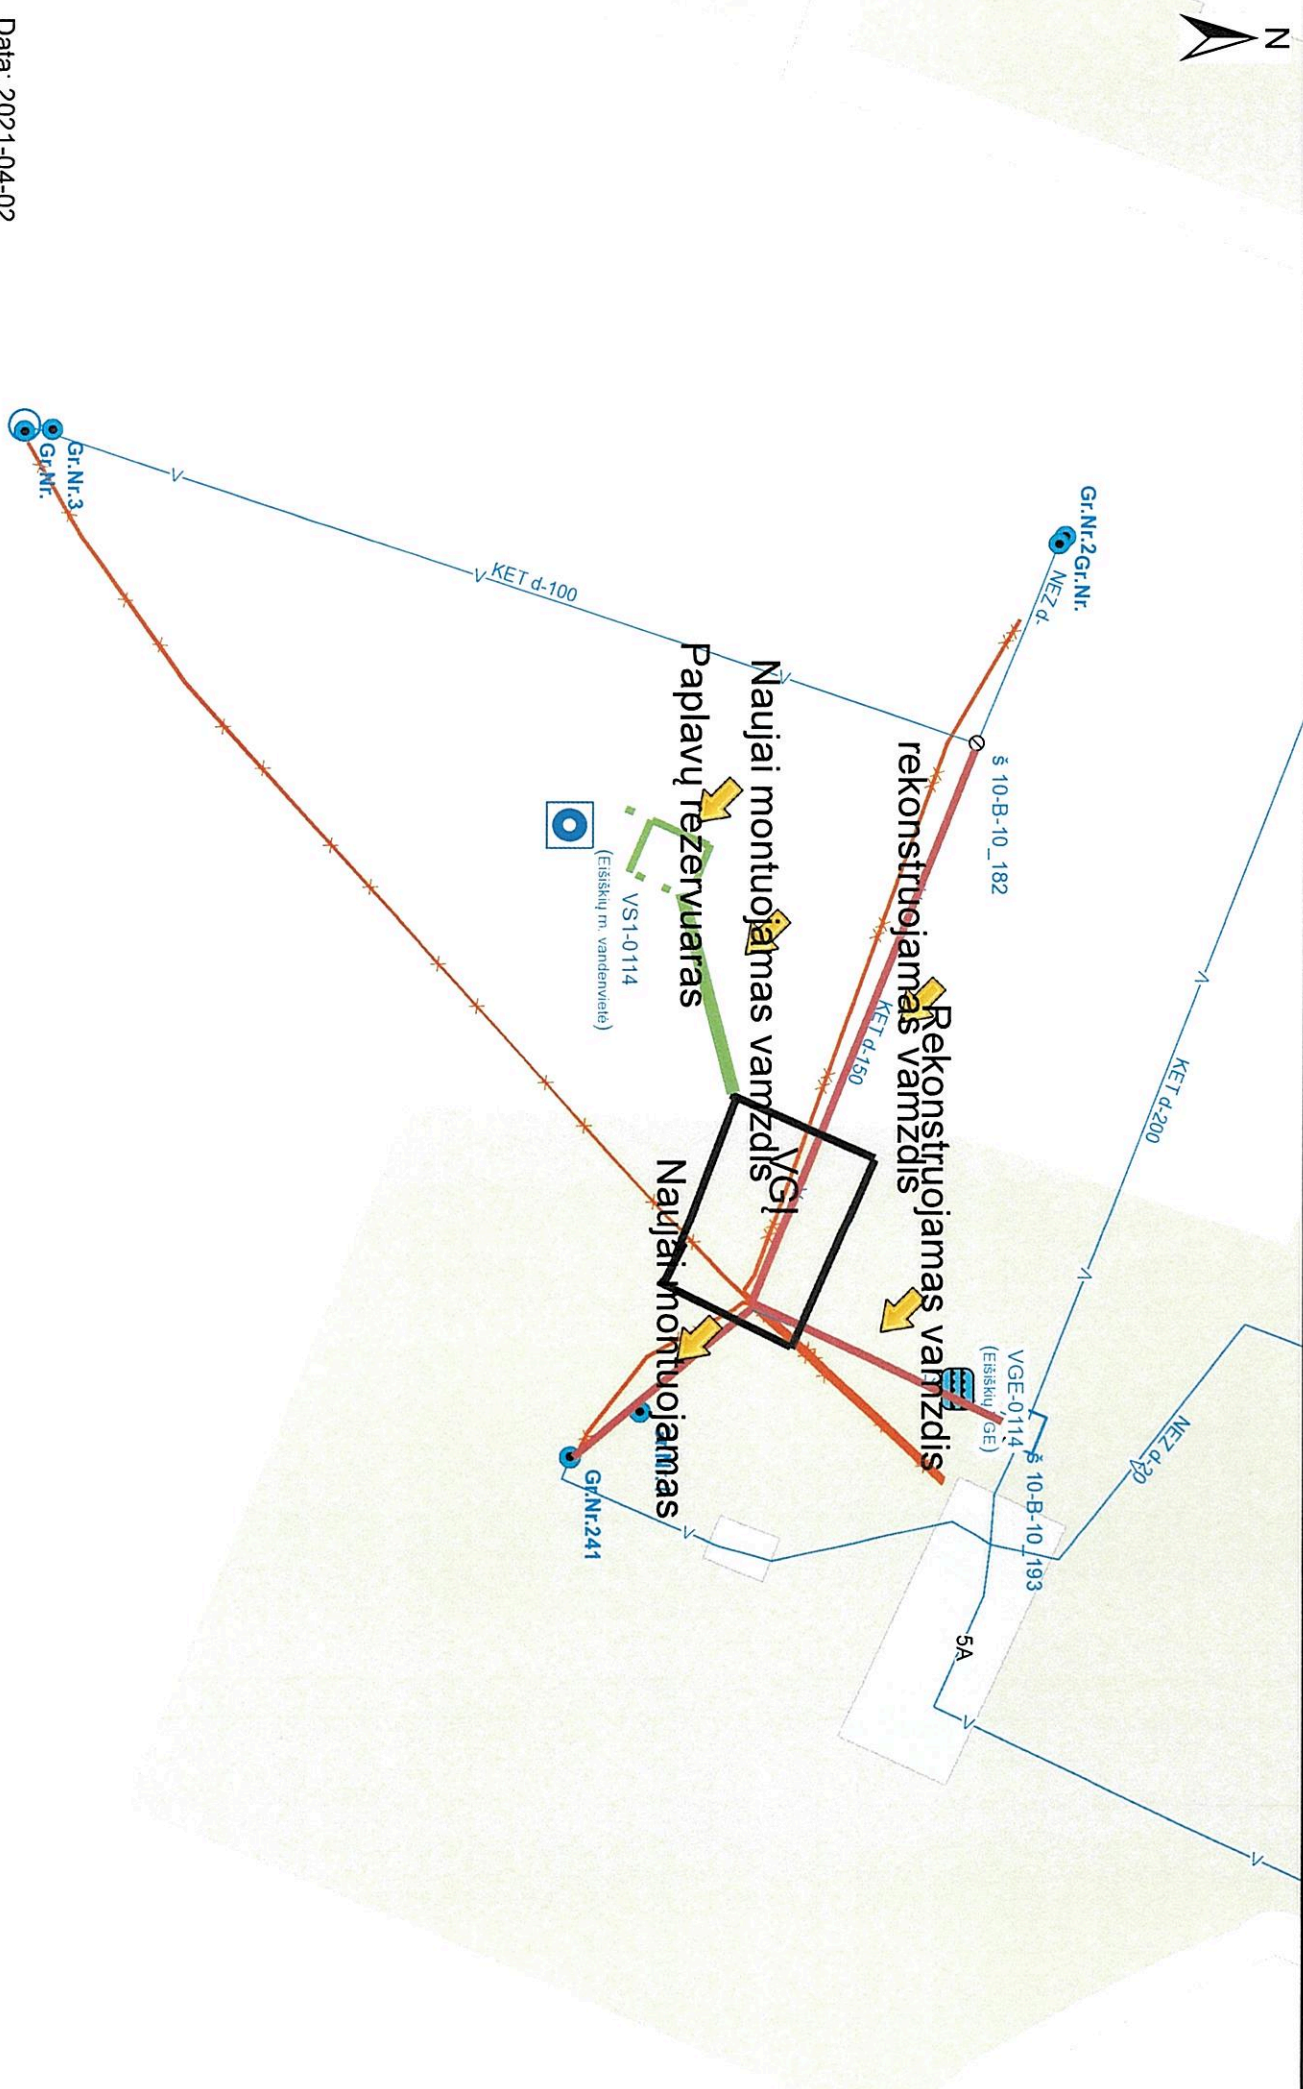 N
Gr.Nr.2
Gr.Nr.
NEZ d-
š 10-B-10_182
KET d-200
NEZ d-20
KET d-150
KET d-100
rekonstruojamas vamzdis
Rekonstruojamas vamzdis
VGE-0114
(Eišiškių VGE)
š 10-B-10_193
5A
Naujai montuojamas vamzdis
VGĮ
Paplavų rezervuaras
VS1-0114
(Eišiškių m. vandenvietė)
Naujai montuojamas
Gr.Nr.241
Gr.Nr.3
Gr.Nr.
Data: 2021-04-02